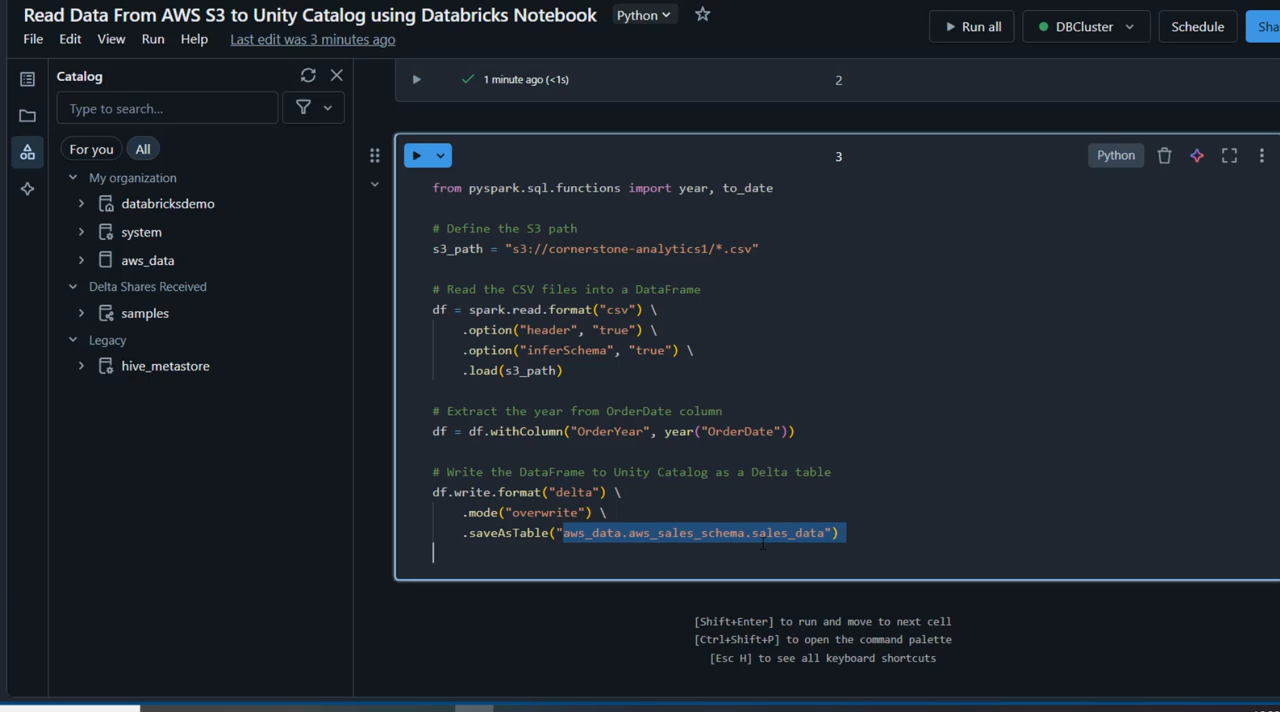 Read Data From AWS S3 to Unity Catalog using Databricks Notebook Python
File Edit View Run Help Last edit was 3 minutes ago
Run all DBCluster Schedule Sha
Catalog
Type to search...
For you All
My organization
databricksdemo
system
aws_data
Delta Shares Received
samples
Legacy
hive_metastore
1 minute ago (<1s) 2
3 Python
from pyspark.sql.functions import year, to_date
# Define the S3 path
s3_path = "s3://cornerstone-analytics1/*.csv"
# Read the CSV files into a DataFrame
df = spark.read.format("csv") \
.option("header", "true") \
.option("inferSchema", "true") \
.load(s3_path)
# Extract the year from OrderDate column
df = df.withColumn("OrderYear", year("OrderDate"))
# Write the DataFrame to Unity Catalog as a Delta table
df.write.format("delta") \
.mode("overwrite") \
.saveAsTable("aws_data.aws_sales_schema.sales_data")
[Shift+Enter] to run and move to next cell
[Ctrl+Shift+P] to open the command palette
[Esc H] to see all keyboard shortcuts